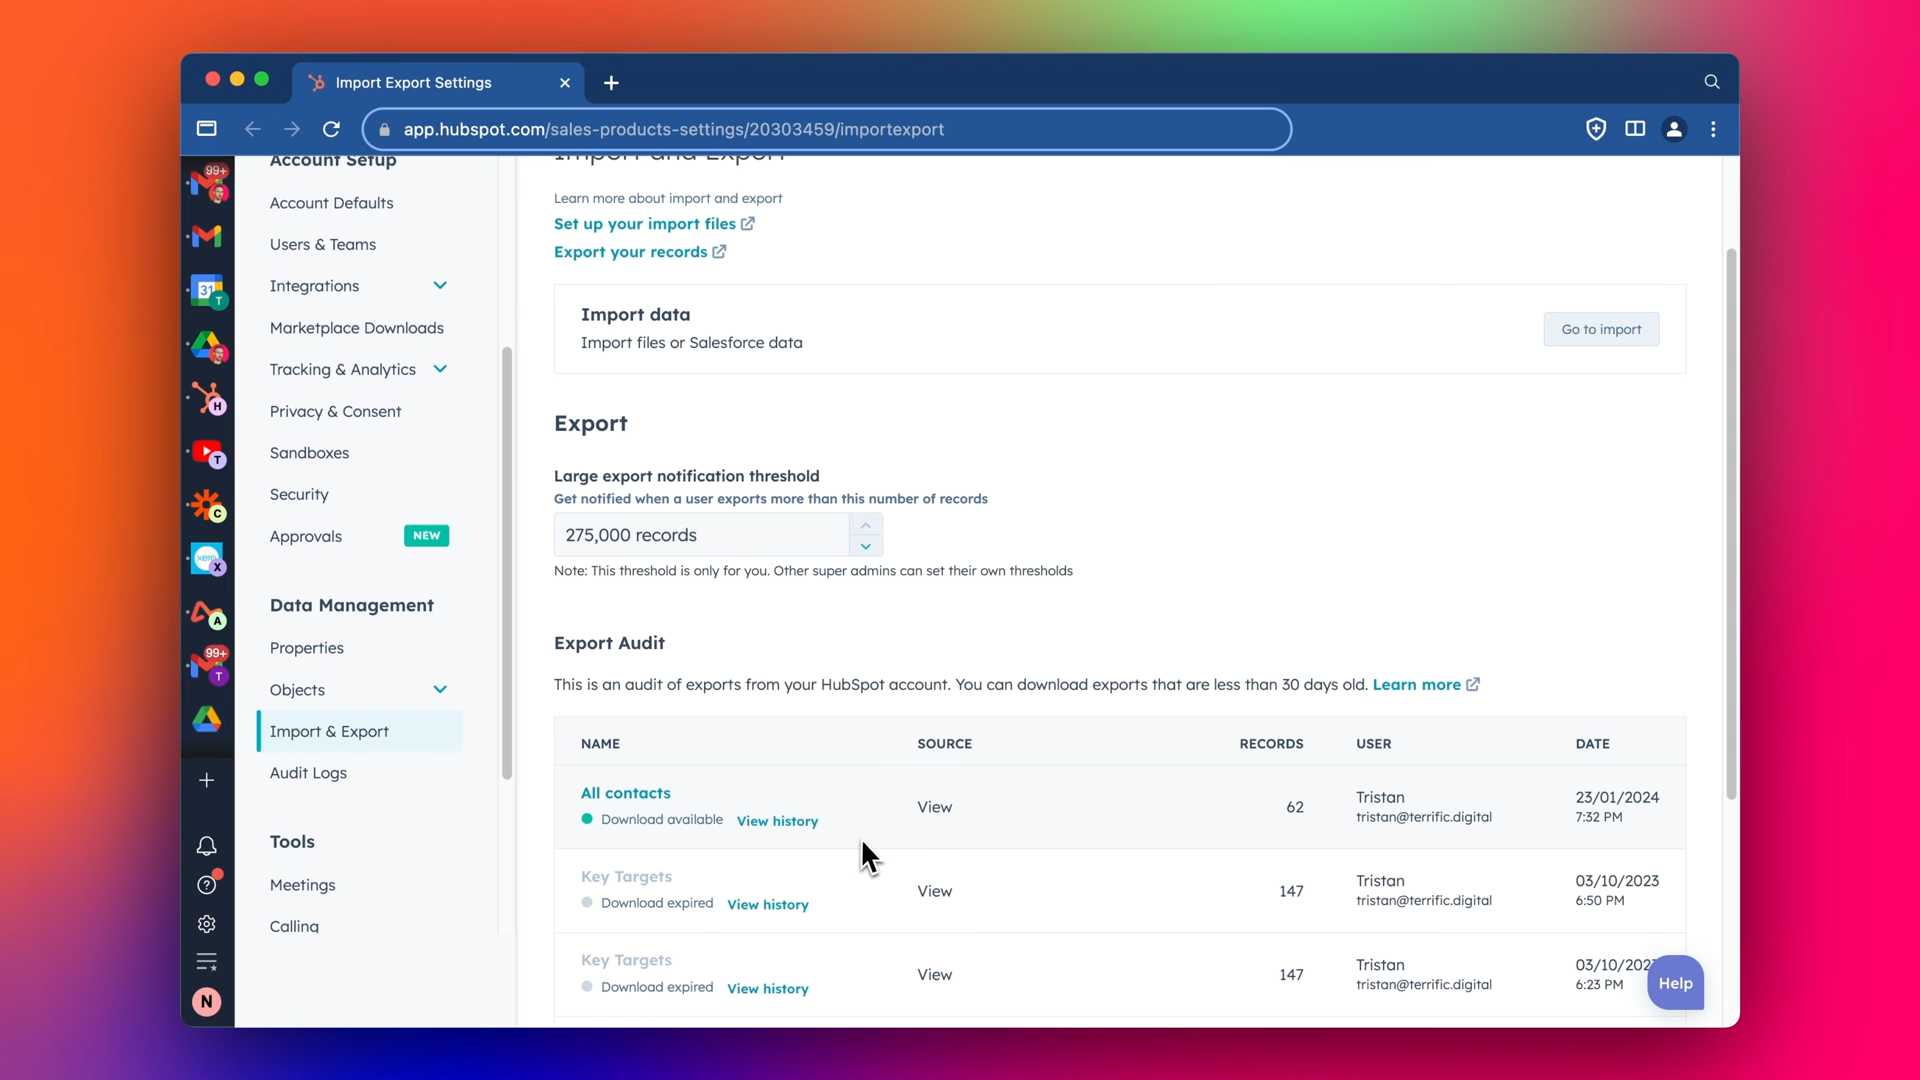 Import Export Settings
app.hubspot.com/sales-products-settings/20303459/importexport
99+
31
T
H
T
C
xero
X
A
99+
T
N
Account Setup
Account Defaults
Users & Teams
Integrations
Marketplace Downloads
Tracking & Analytics
Privacy & Consent
Sandboxes
Security
Approvals
NEW
Data Management
Properties
Objects
Import & Export
Audit Logs
Tools
Meetings
Calling
Import and Export
Learn more about import and export
Set up your import files
Export your records
Import data
Import files or Salesforce data
Go to import
Export
Large export notification threshold
Get notified when a user exports more than this number of records
275,000 records
Note: This threshold is only for you. Other super admins can set their own thresholds
Export Audit
This is an audit of exports from your HubSpot account. You can download exports that are less than 30 days old. Learn more
NAME SOURCE RECORDS USER DATE
All contacts
Download available View history
View
62
Tristan
tristan@terrific.digital
23/01/2024
7:32 PM
Key Targets
Download expired View history
View
147
Tristan
tristan@terrific.digital
03/10/2023
6:50 PM
Key Targets
Download expired View history
View
147
Tristan
tristan@terrific.digital
03/10/202
6:23 PM
Help